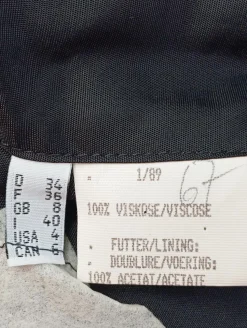 D 34
F 36
GB 8
I 40
USA 4
CAN 6
= 1/89
67
100% VISKOSE/VISCOSE
. FUTTER/LINING:
= DOUBLURE/VOERING:
100% ACETAT/ACETATE